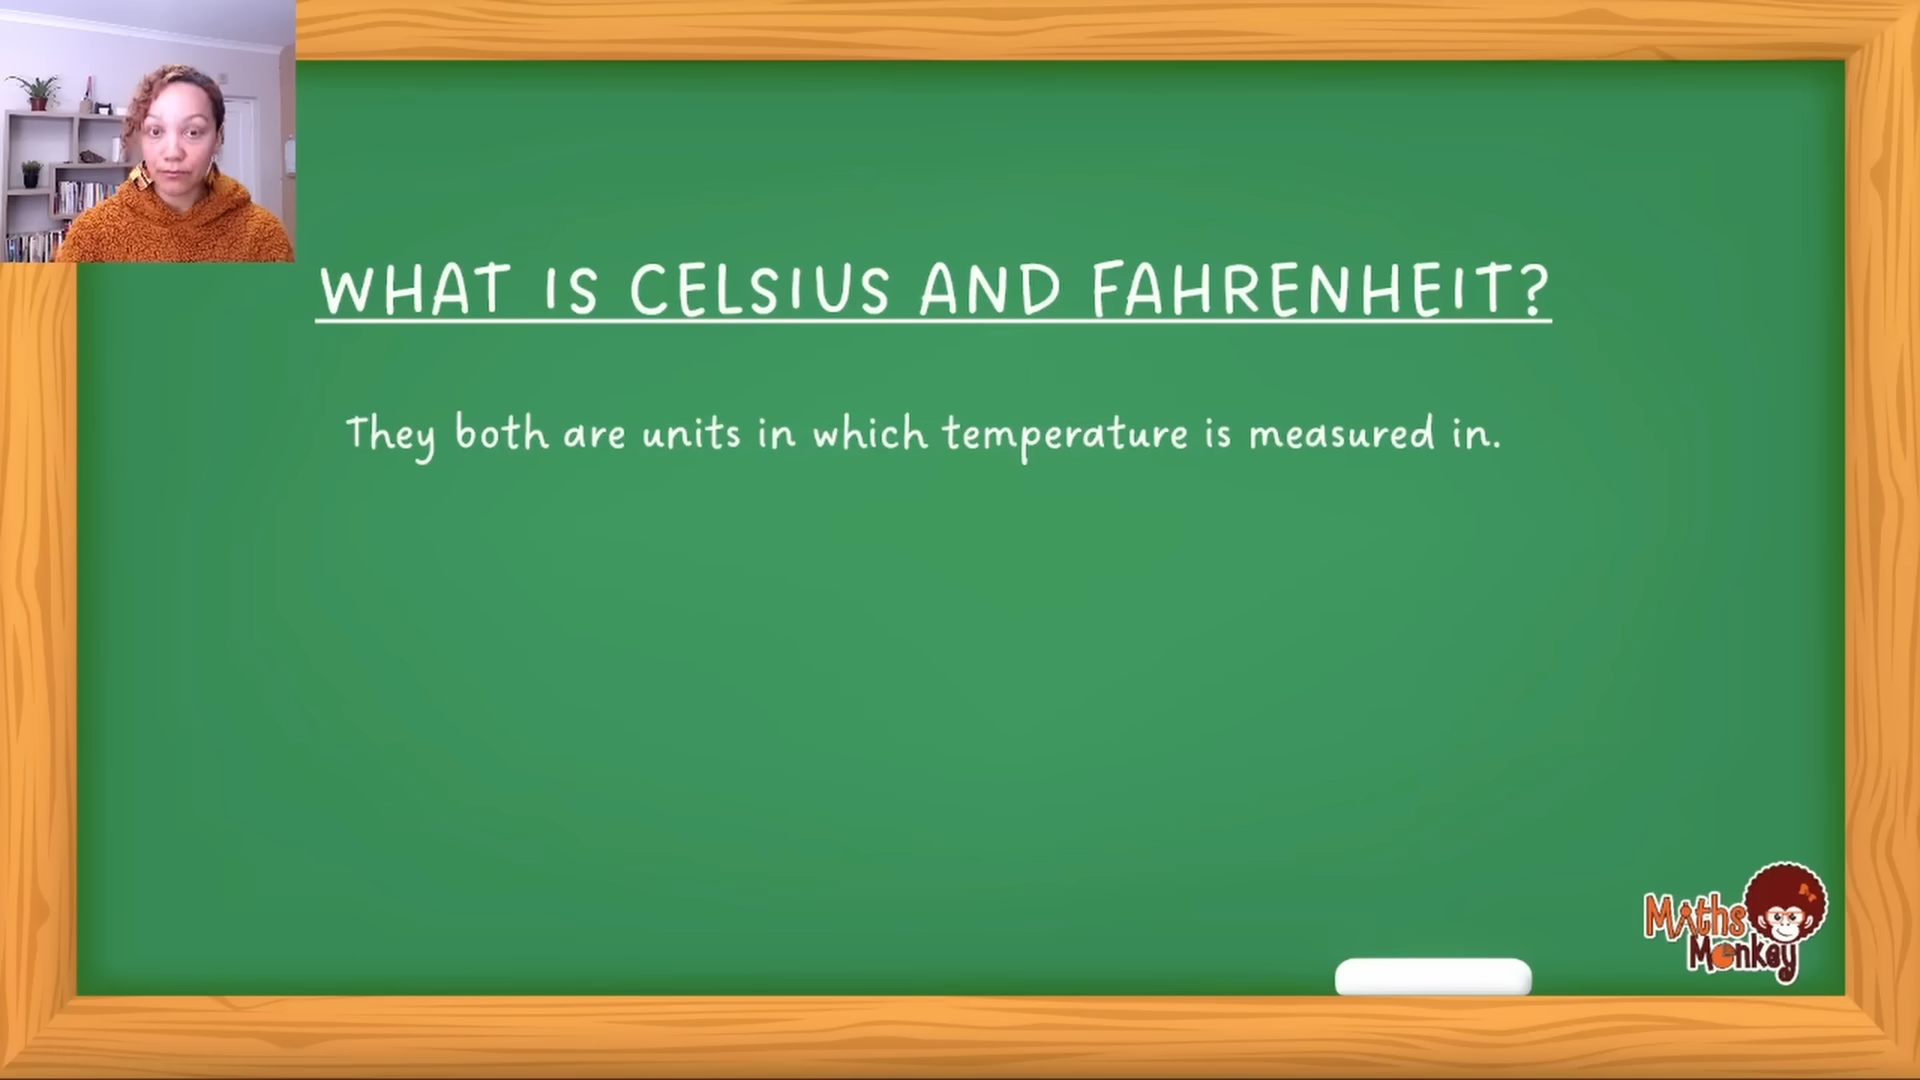 WHAT IS CELSIUS AND FAHRENHEIT?
They both are units in which temperature is measured in.
Maths
Monkey